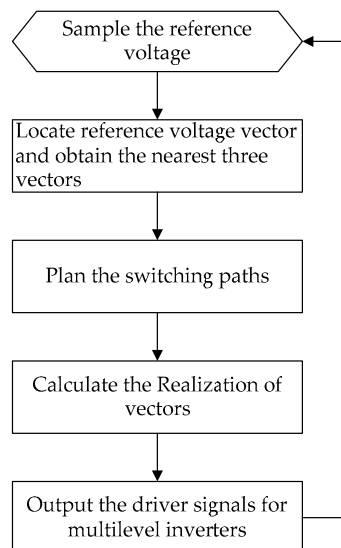 Sample the reference
voltage
Locate reference voltage vector
and obtain the nearest three
vectors
Plan the switching paths
Calculate the Realization of
vectors
Output the driver signals for
multilevel inverters